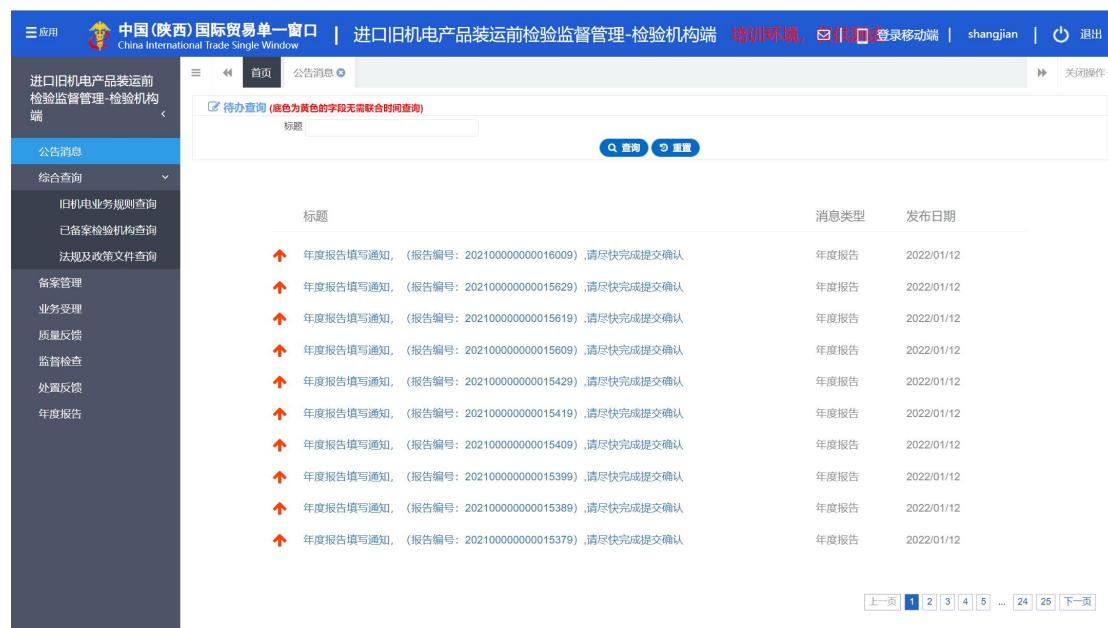 应用
中国(陕西)国际贸易单一窗口
China International Trade Single Window
进口旧机电产品装运前检验监督管理-检验机构端
培训环境,
登录移动端
shangjian
退出
进口旧机电产品装运前
检验监督管理-检验机构
端
首页
公告消息
关闭操作
待办查询 (底色为黄色的字段无需联合时间查询)
标题
查询
重置
公告消息
综合查询
旧机电业务规则查询
已备案检验机构查询
法规及政策文件查询
备案管理
业务受理
质量反馈
监督检查
处置反馈
年度报告
标题 消息类型 发布日期
年度报告填写通知, (报告编号: 202100000000016009) ,请尽快完成提交确认 年度报告 2022/01/12
年度报告填写通知, (报告编号: 202100000000015629) ,请尽快完成提交确认 年度报告 2022/01/12
年度报告填写通知, (报告编号: 202100000000015619) ,请尽快完成提交确认 年度报告 2022/01/12
年度报告填写通知, (报告编号: 202100000000015609) ,请尽快完成提交确认 年度报告 2022/01/12
年度报告填写通知, (报告编号: 202100000000015429) ,请尽快完成提交确认 年度报告 2022/01/12
年度报告填写通知, (报告编号: 202100000000015419) ,请尽快完成提交确认 年度报告 2022/01/12
年度报告填写通知, (报告编号: 202100000000015409) ,请尽快完成提交确认 年度报告 2022/01/12
年度报告填写通知, (报告编号: 202100000000015399) ,请尽快完成提交确认 年度报告 2022/01/12
年度报告填写通知, (报告编号: 202100000000015389) ,请尽快完成提交确认 年度报告 2022/01/12
年度报告填写通知, (报告编号: 202100000000015379) ,请尽快完成提交确认 年度报告 2022/01/12
上一页 1 2 3 4 5 ... 24 25 下一页